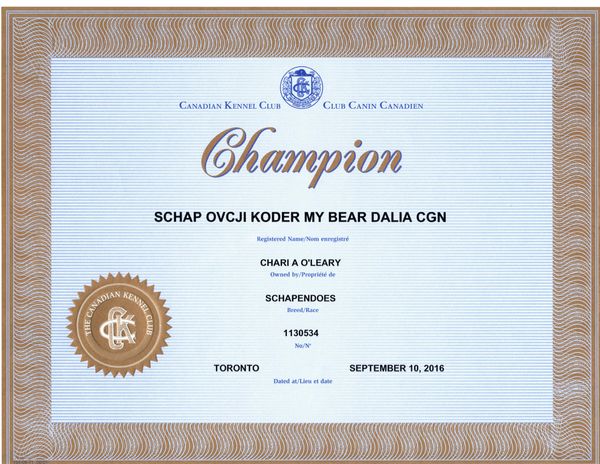 CANADIAN KENNEL CLUB CLUB CANIN CANADIEN
Champion
SCHAP OVCJI KODER MY BEAR DALIA CGN
Registered Name/Nom enregistré
CHARI A O'LEARY
Owned by/Propriété de
SCHAPENDOES
Breed/Race
1130534
No/Nº
TORONTO SEPTEMBER 10, 2016
Dated at/Lieu et date
THE CANADIAN KENNEL CLUB
CKC